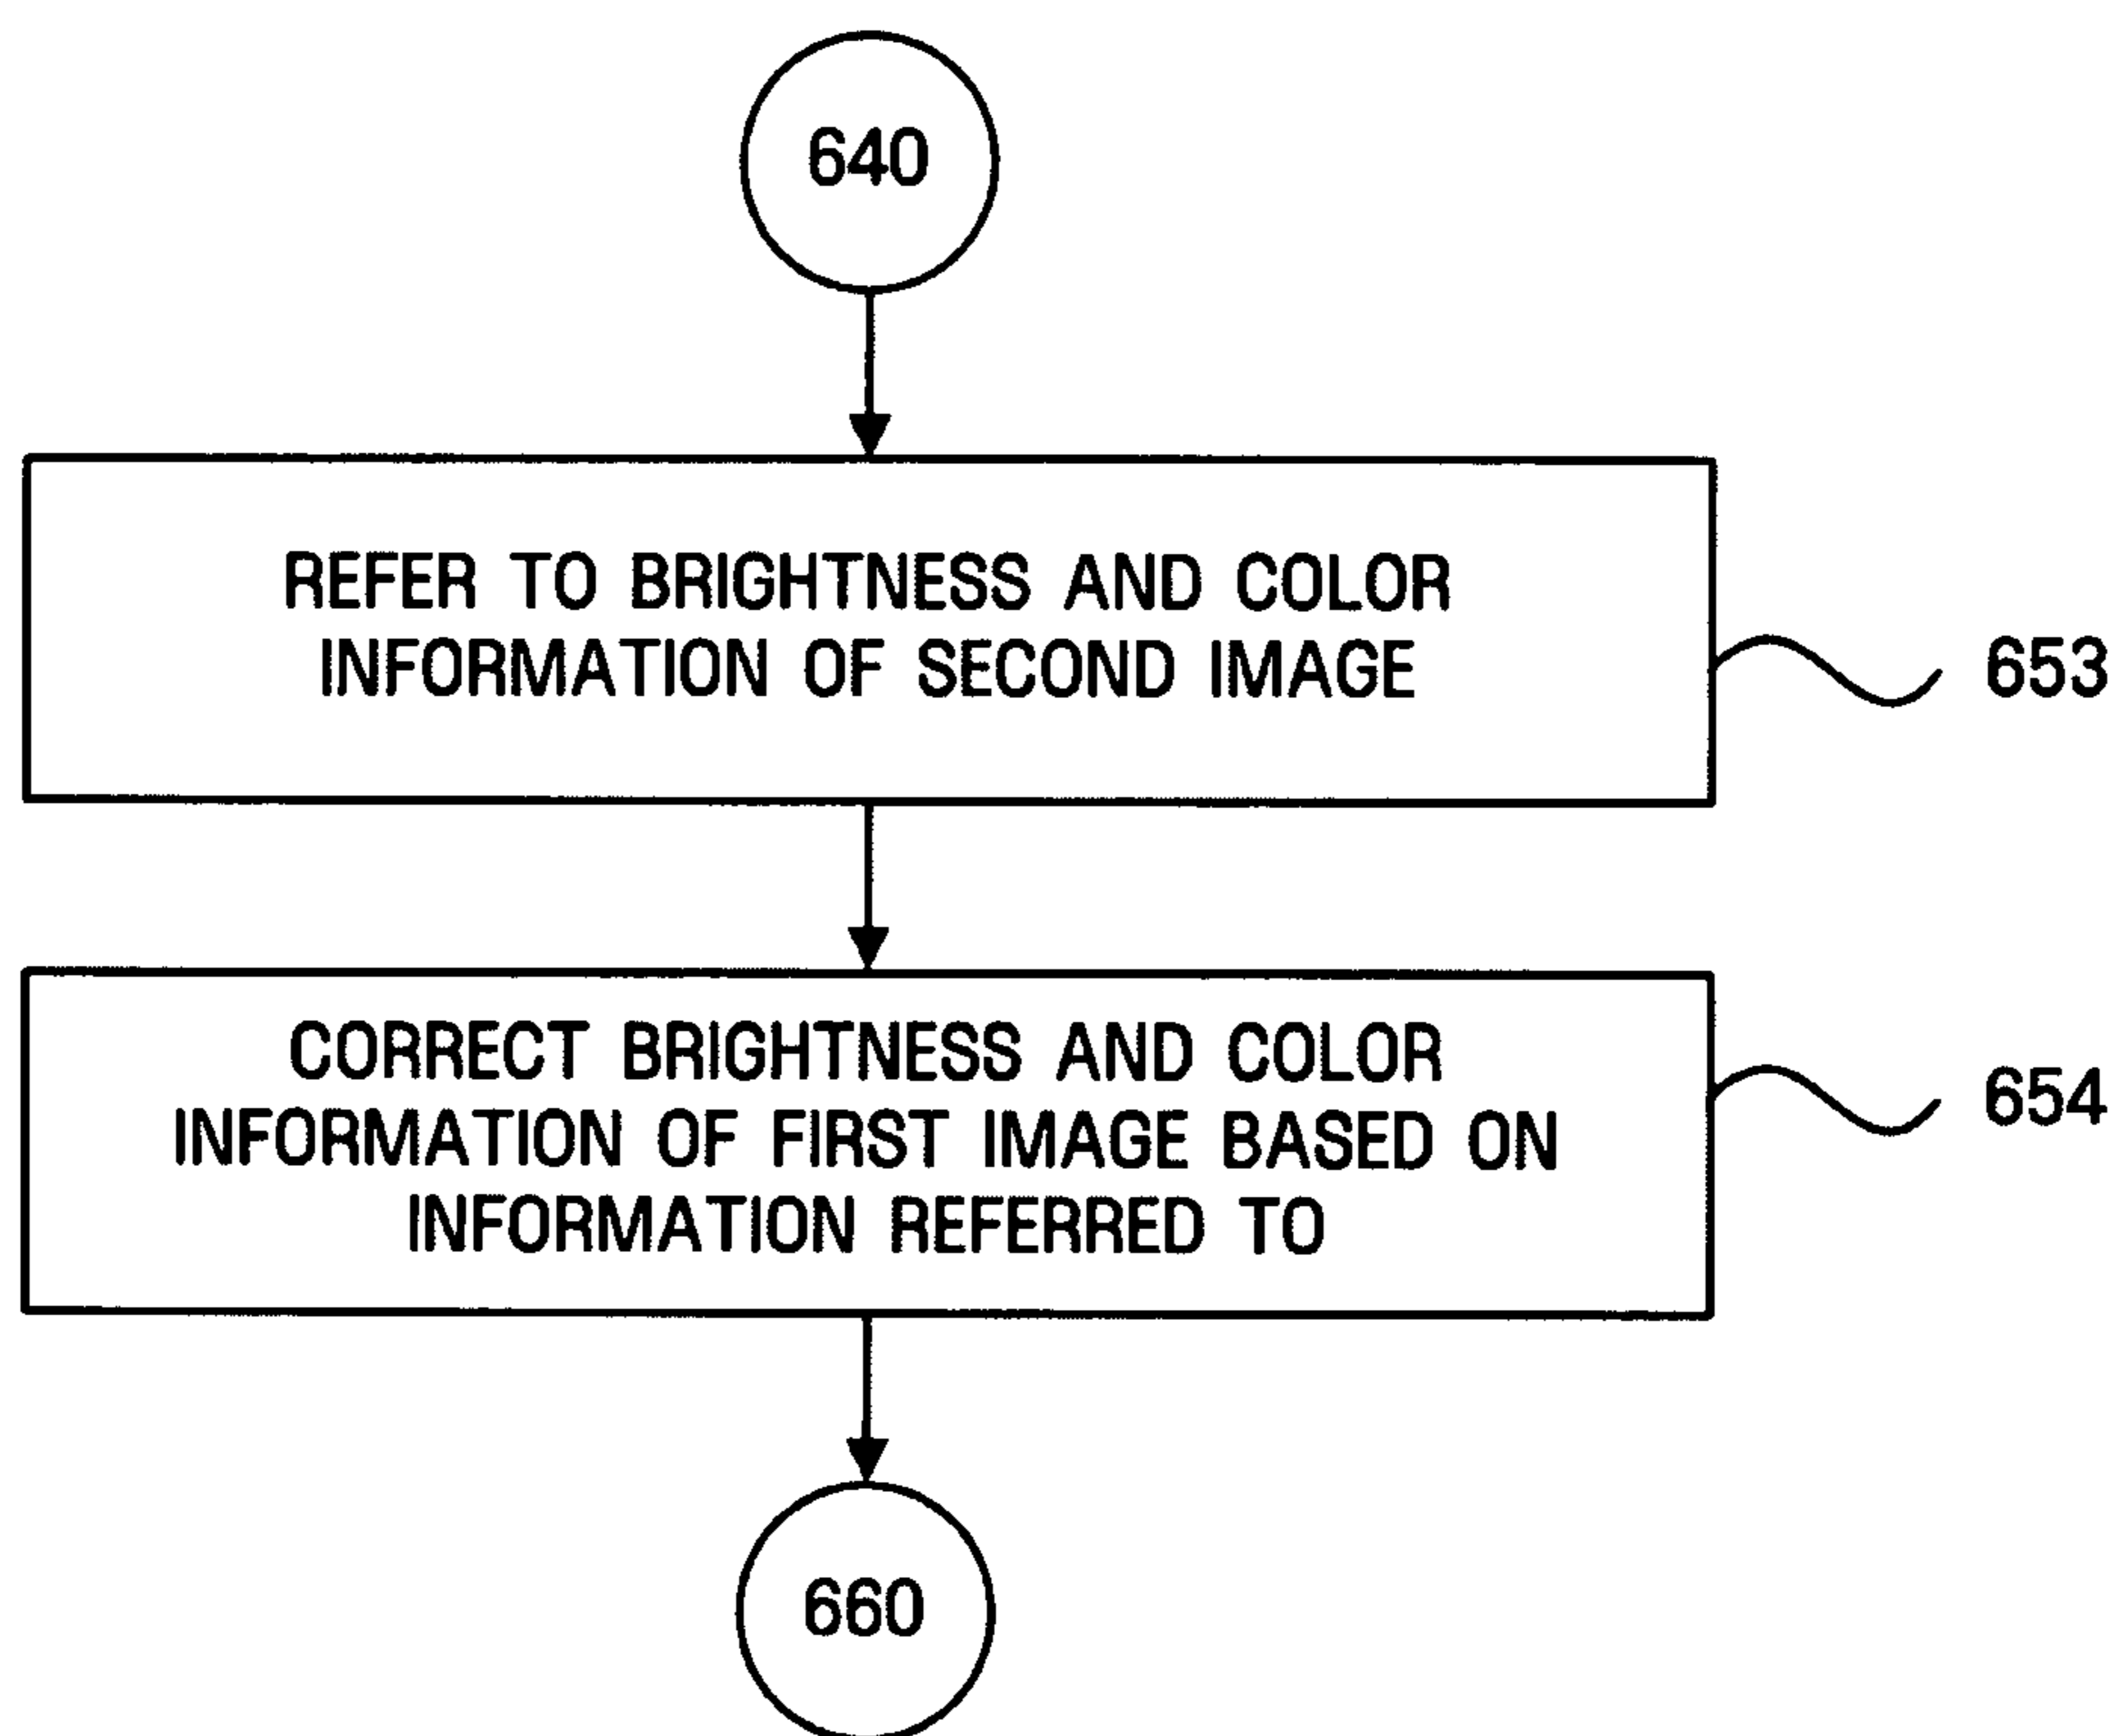 640
REFER TO BRIGHTNESS AND COLOR
INFORMATION OF SECOND IMAGE
653
CORRECT BRIGHTNESS AND COLOR
INFORMATION OF FIRST IMAGE BASED ON
INFORMATION REFERRED TO
654
660